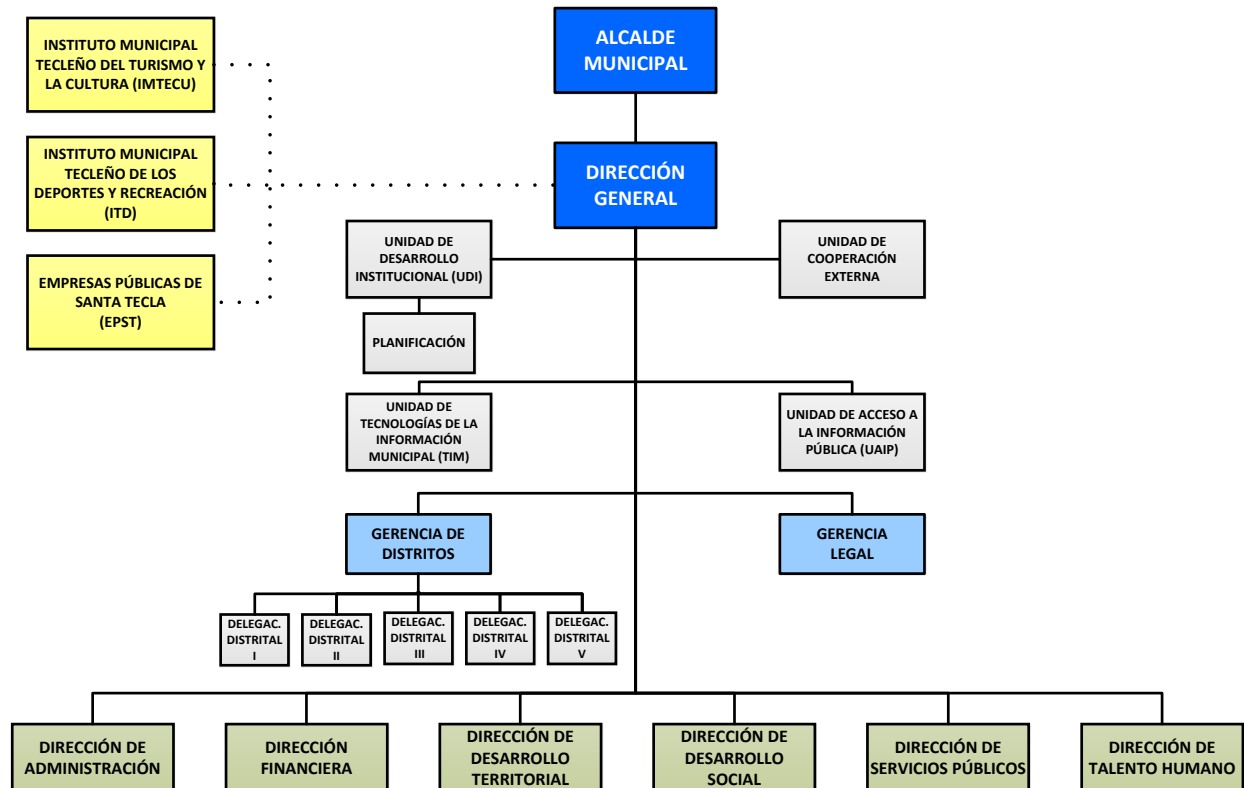 INSTITUTO MUNICIPAL
TECLEÑO DEL TURISMO Y
LA CULTURA (IMTECU)
ALCALDE
MUNICIPAL
INSTITUTO MUNICIPAL
TECLEÑO DE LOS
DEPORTES Y RECREACIÓN
(ITD)
DIRECCIÓN
GENERAL
EMPRESAS PÚBLICAS DE
SANTA TECLA
(EPST)
UNIDAD DE
DESARROLLO
INSTITUCIONAL (UDI)
UNIDAD DE
COOPERACIÓN
EXTERNA
PLANIFICACIÓN
UNIDAD DE
TECNOLOGÍAS DE LA
INFORMACIÓN
MUNICIPAL (TIM)
UNIDAD DE ACCESO A
LA INFORMACIÓN
PÚBLICA (UAIP)
GERENCIA DE
DISTRITOS
GERENCIA
LEGAL
DELEGAC.
DISTRITAL
I
DELEGAC.
DISTRITAL
II
DELEGAC.
DISTRITAL
III
DELEGAC.
DISTRITAL
IV
DELEGAC.
DISTRITAL
V
DIRECCIÓN DE
ADMINISTRACIÓN
DIRECCIÓN
FINANCIERA
DIRECCIÓN DE
DESARROLLO
TERRITORIAL
DIRECCIÓN DE
DESARROLLO
SOCIAL
DIRECCIÓN DE
SERVICIOS PÚBLICOS
DIRECCIÓN DE
TALENTO HUMANO